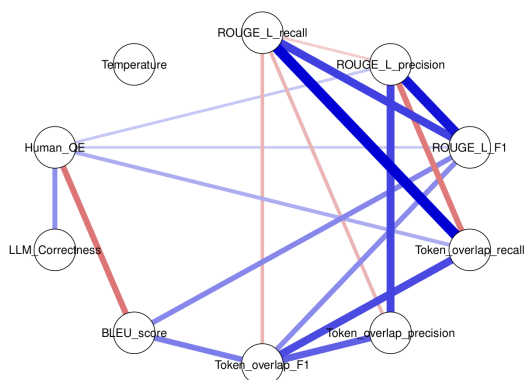 ROUGE_L_recall
Temperature
ROUGE_L_precision
Human_QE
ROUGE_L_F1
LLM_Correctness
Token_overlap_recall
BLEU_score
Token_overlap_precision
Token_overlap_F1